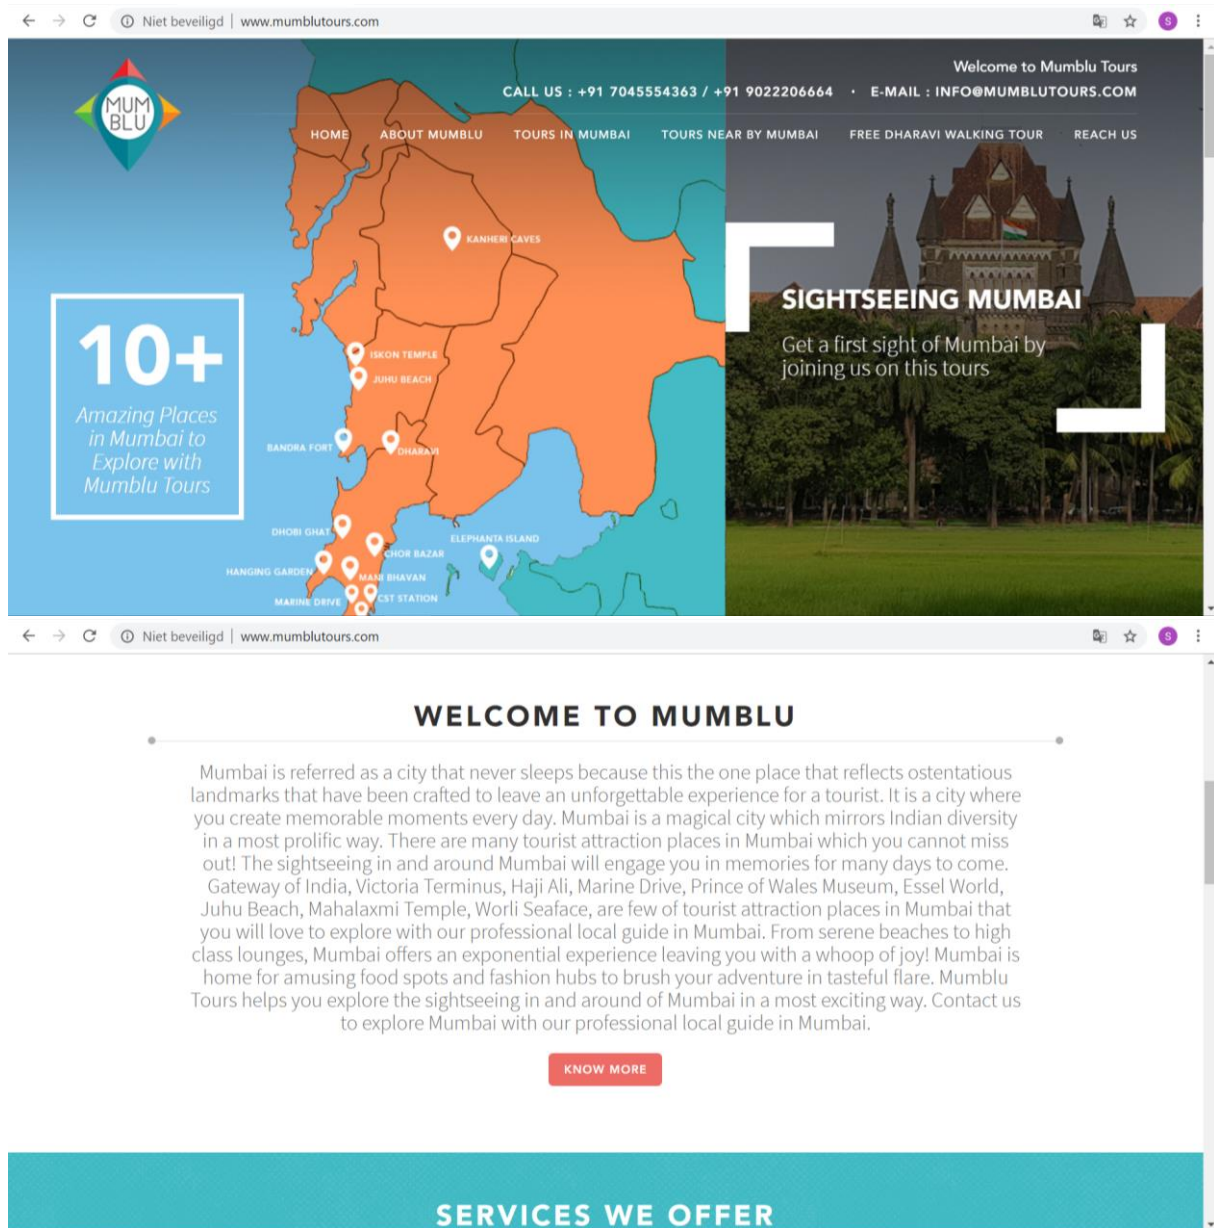 Niet beveiligd | www.mumblutours.com
S
Welcome to Mumblu Tours
CALL US : +91 7045554363 / +91 9022206664 · E-MAIL : INFO@MUMBLUTOURS.COM
MUM
BLU
HOME ABOUT MUMBLU TOURS IN MUMBAI TOURS NEAR BY MUMBAI FREE DHARAVI WALKING TOUR REACH US
KANHERI CAVES
SIGHTSEEING MUMBAI
Get a first sight of Mumbai by
joining us on this tours
10+
Amazing Places
in Mumbai to
Explore with
Mumblu Tours
ISKON TEMPLE
JUHU BEACH
BANDRA FORT
DHARAVI
DHOBI GHAT
ELEPHANTA ISLAND
CHOR BAZAR
HANGING GARDEN
MANI BHAVAN
MARINE DRIVE
CST STATION
Niet beveiligd | www.mumblutours.com
S
WELCOME TO MUMBLU
Mumbai is referred as a city that never sleeps because this the one place that reflects ostentatious
landmarks that have been crafted to leave an unforgettable experience for a tourist. It is a city where
you create memorable moments every day. Mumbai is a magical city which mirrors Indian diversity
in a most prolific way. There are many tourist attraction places in Mumbai which you cannot miss
out! The sightseeing in and around Mumbai will engage you in memories for many days to come.
Gateway of India, Victoria Terminus, Haji Ali, Marine Drive, Prince of Wales Museum, Essel World,
Juhu Beach, Mahalaxmi Temple, Worli Seaface, are few of tourist attraction places in Mumbai that
you will love to explore with our professional local guide in Mumbai. From serene beaches to high
class lounges, Mumbai offers an exponential experience leaving you with a whoop of joy! Mumbai is
home for amusing food spots and fashion hubs to brush your adventure in tasteful flare. Mumblu
Tours helps you explore the sightseeing in and around of Mumbai in a most exciting way. Contact us
to explore Mumbai with our professional local guide in Mumbai.
KNOW MORE
SERVICES WE OFFER